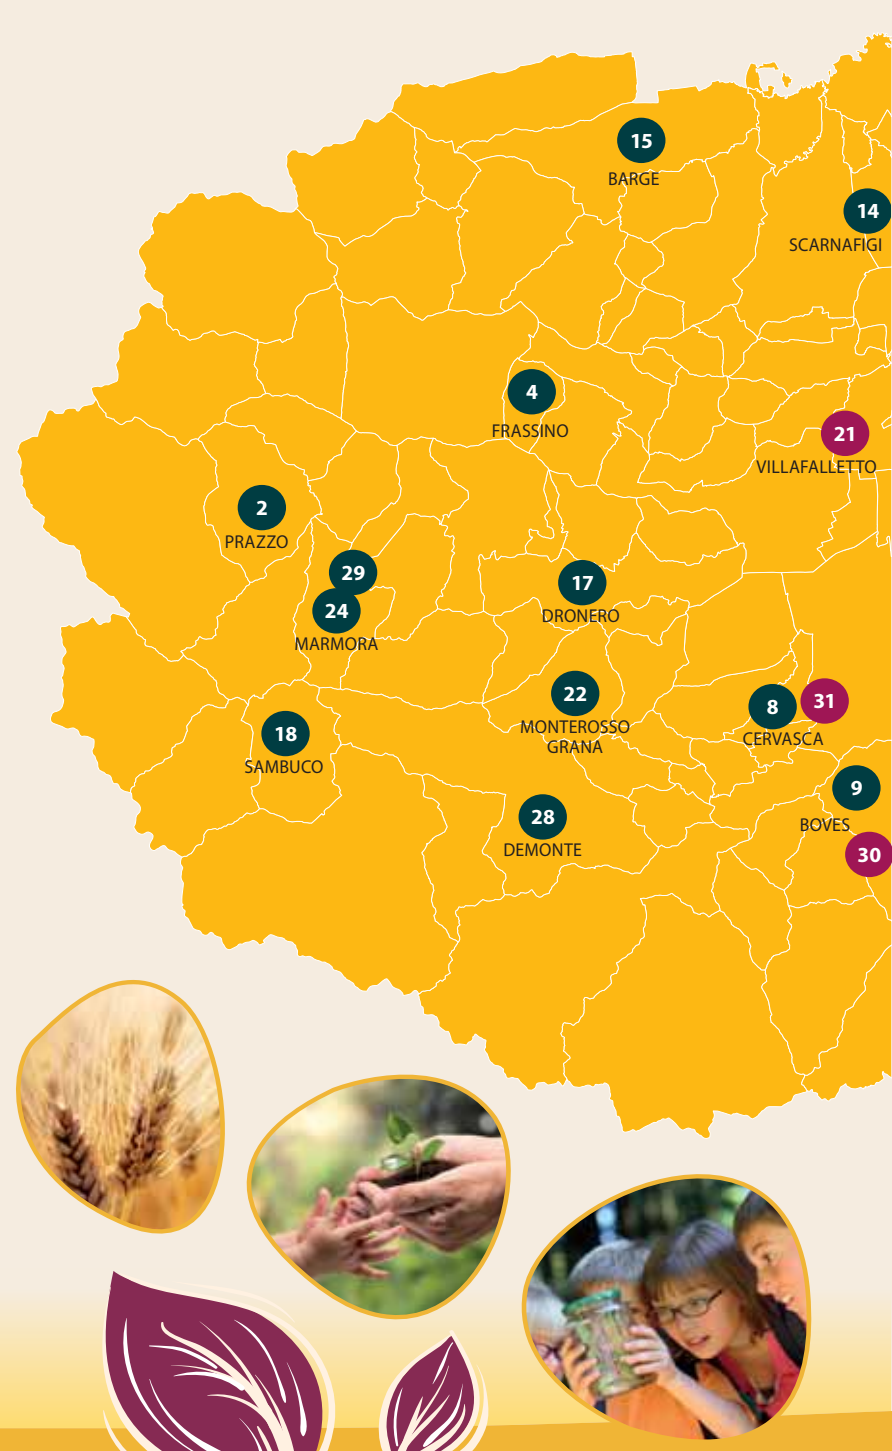 15
BARGE
14
SCARNAFIGI
4
FRASSINO
21
VILLAFALLETTO
2
PRAZZO
29
24
MARMORA
17
DRONERO
22
MONTEROSSO
GRANA
8
31
CERVASCA
18
SAMBUCO
9
BOVES
28
DEMONTE
30